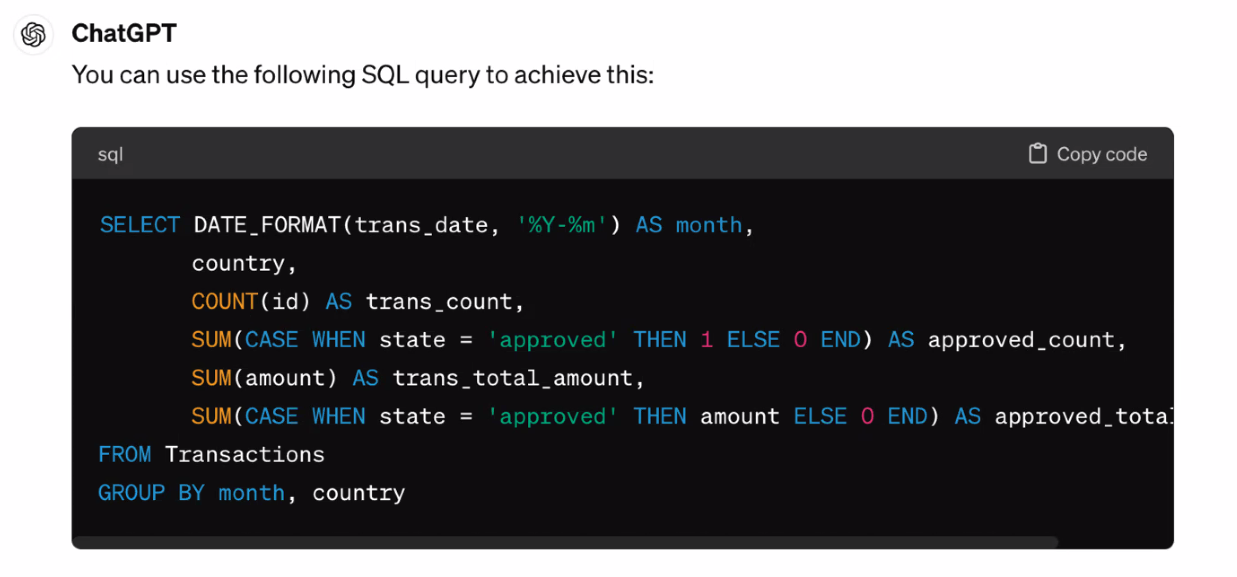 ChatGPT
You can use the following SQL query to achieve this:
sql
Copy code
SELECT DATE_FORMAT(trans_date, '%Y-%m') AS month,
country,
COUNT(id) AS trans_count,
SUM(CASE WHEN state = 'approved' THEN 1 ELSE 0 END) AS approved_count,
SUM(amount) AS trans_total_amount,
SUM(CASE WHEN state = 'approved' THEN amount ELSE 0 END) AS approved_total
FROM Transactions
GROUP BY month, country